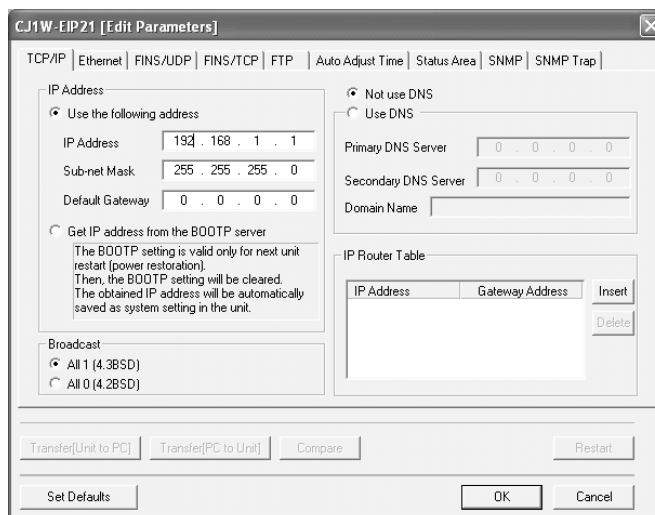 CJ1W-EIP21 [Edit Parameters]
TCP/IP Ethernet FINS/UDP FINS/TCP FTP Auto Adjust Time Status Area SNMP SNMP Trap
IP Address
Use the following address
IP Address 192 . 168 . 1 . 1
Sub-net Mask 255 . 255 . 255 . 0
Default Gateway 0 . 0 . 0 . 0
Get IP address from the BOOTP server
The BOOTP setting is valid only for next unit
restart (power restoration).
Then, the BOOTP setting will be cleared.
The obtained IP address will be automatically
saved as system setting in the unit.
Broadcast
All 1 (4.3BSD)
All 0 (4.2BSD)
Not use DNS
Use DNS
Primary DNS Server 0 . 0 . 0 . 0
Secondary DNS Server 0 . 0 . 0 . 0
Domain Name
IP Router Table
IP Address Gateway Address
Insert
Delete
Transfer[Unit to PC] Transfer[PC to Unit] Compare Restart
Set Defaults OK Cancel